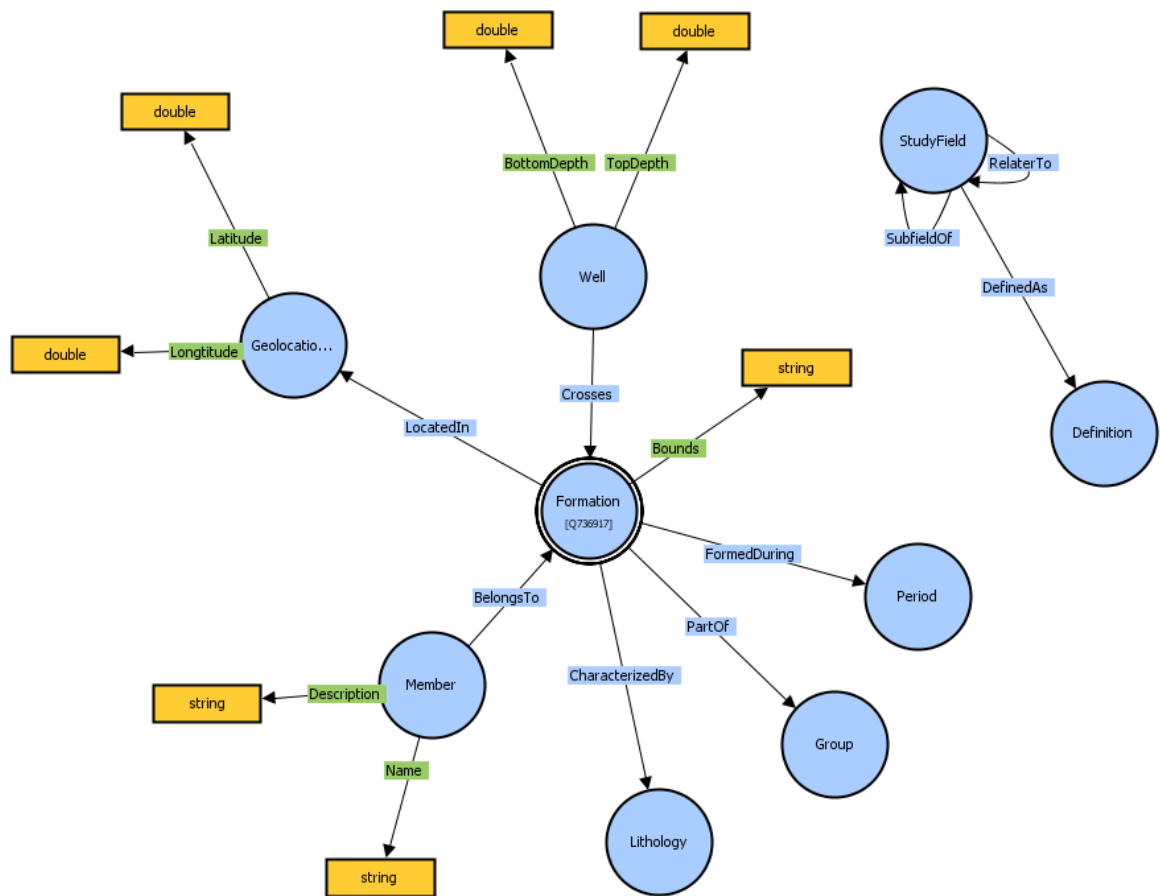 double
double
double
StudyField
BottomDepth
TopDepth
RelaterTo
Latitude
SubfieldOf
Well
DefinedAs
Geolocatio...
double
Longtitude
string
Crosses
LocatedIn
Definition
Bounds
Formation
[Q736917]
FormedDuring
BelongsTo
Period
PartOf
CharacterizedBy
Member
Description
string
Group
Name
Lithology
string